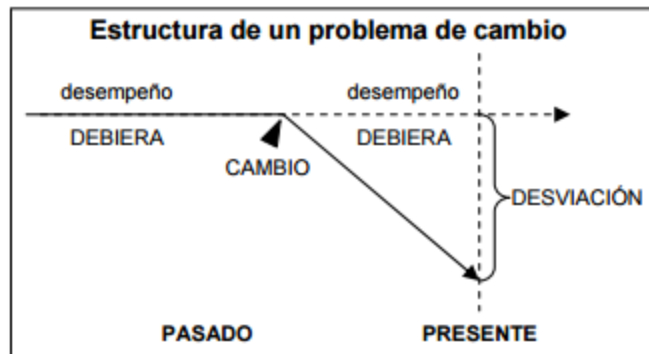 Estructura de un problema de cambio
desempeño desempeño
DEBIERA DEBIERA
CAMBIO
DESVIACIÓN
PASADO PRESENTE